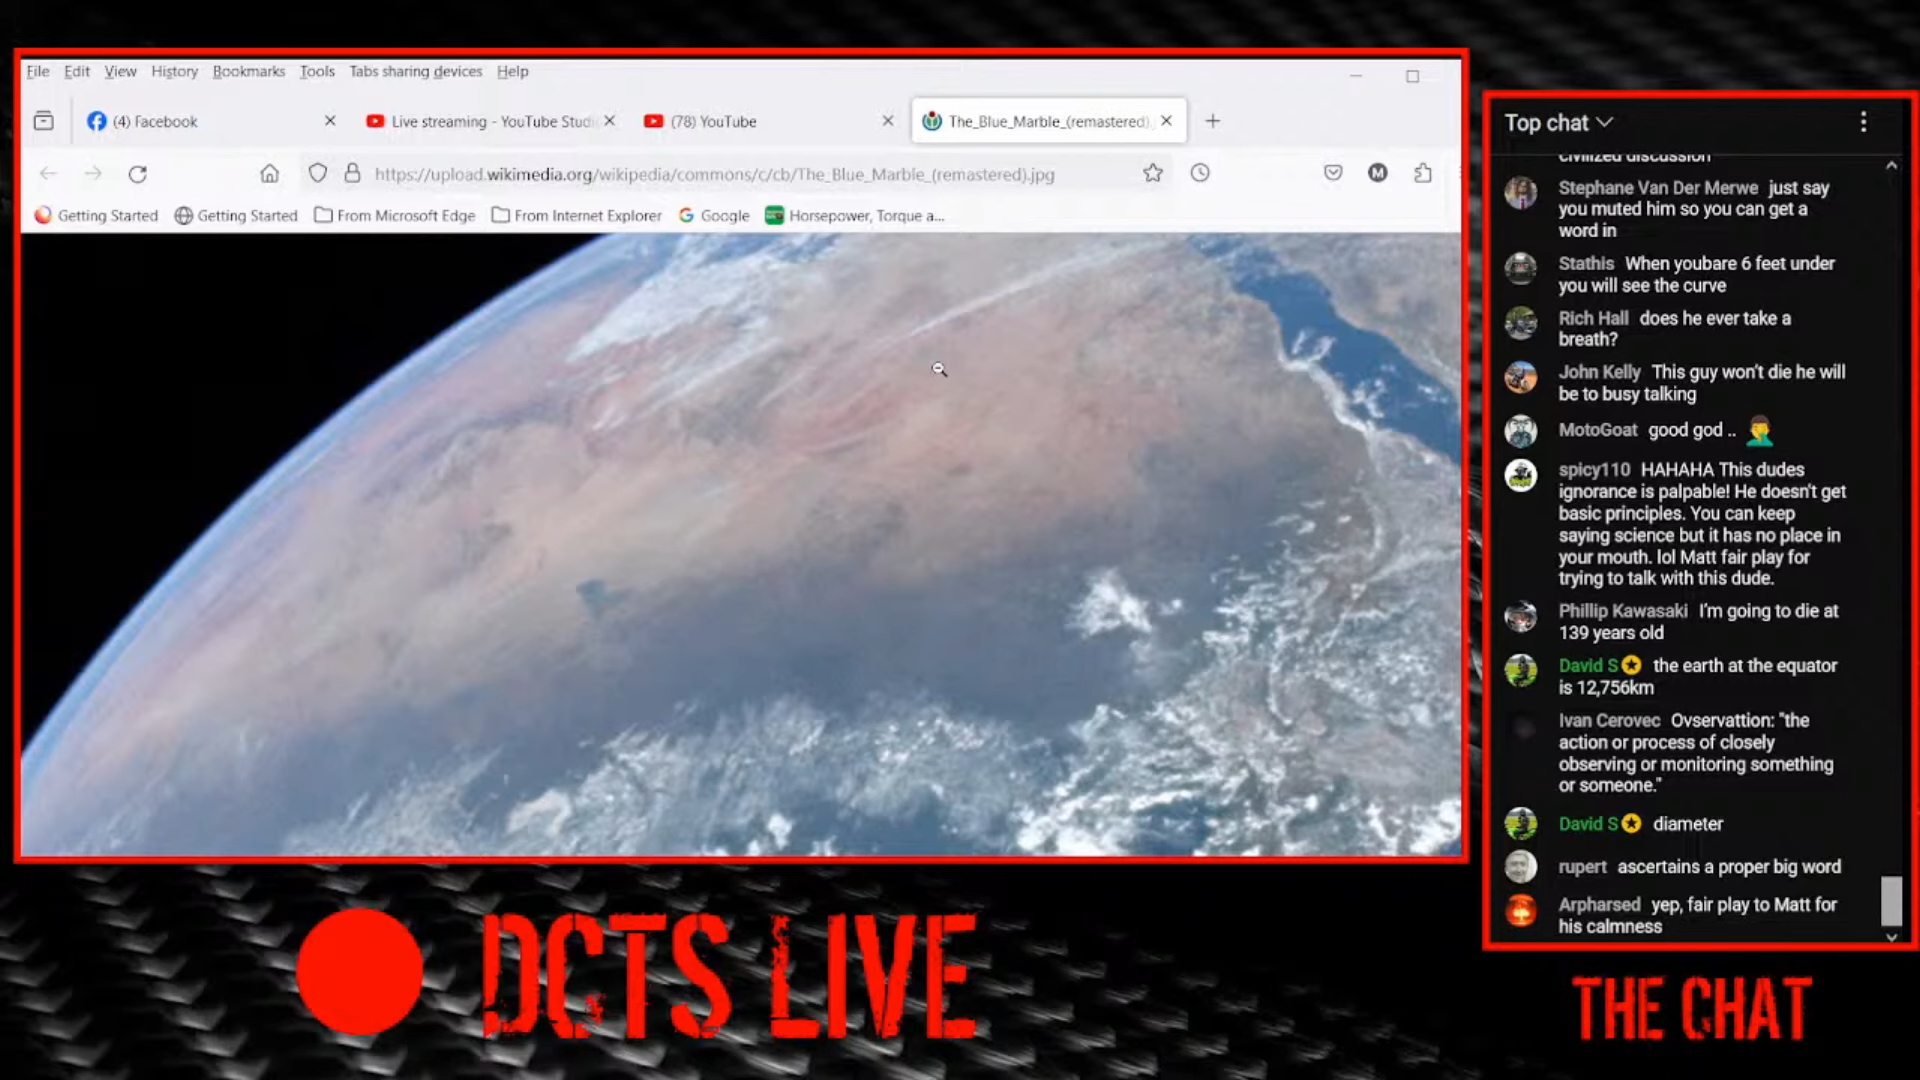 File Edit View History Bookmarks Tools Tabs sharing devices Help
(4) Facebook
Live streaming - YouTube Studi
(78) YouTube
The_Blue_Marble_(remastered).
https://upload.wikimedia.org/wikipedia/commons/c/cb/The_Blue_Marble_(remastered).jpg
Getting Started Getting Started From Microsoft Edge From Internet Explorer Google Horsepower, Torque a...
DCTS LIVE
Top chat
civilized discussion
Stephane Van Der Merwe just say
you muted him so you can get a
word in
Stathis When youbare 6 feet under
you will see the curve
Rich Hall does he ever take a
breath?
John Kelly This guy won't die he will
be to busy talking
MotoGoat good god ..
spicy110 HAHAHA This dudes
ignorance is palpable! He doesn't get
basic principles. You can keep
saying science but it has no place in
your mouth. lol Matt fair play for
trying to talk with this dude.
Phillip Kawasaki I'm going to die at
139 years old
David S the earth at the equator
is 12,756km
Ivan Cerovec Ovservattion: "the
action or process of closely
observing or monitoring something
or someone."
David S diameter
rupert ascertains a proper big word
Arpharsed yep, fair play to Matt for
his calmness
THE CHAT